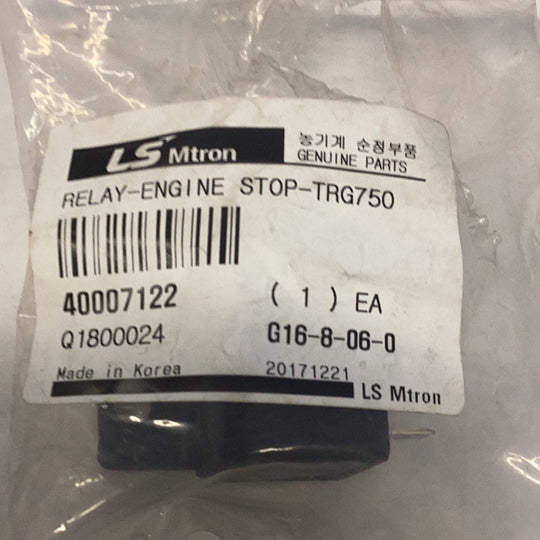 LS Mtron
농기계 순정부품
GENUINE PARTS
RELAY-ENGINE STOP-TRG750
40007122 ( 1 ) EA
Q1800024 G16-8-06-0
Made in Korea 20171221
LS Mtron